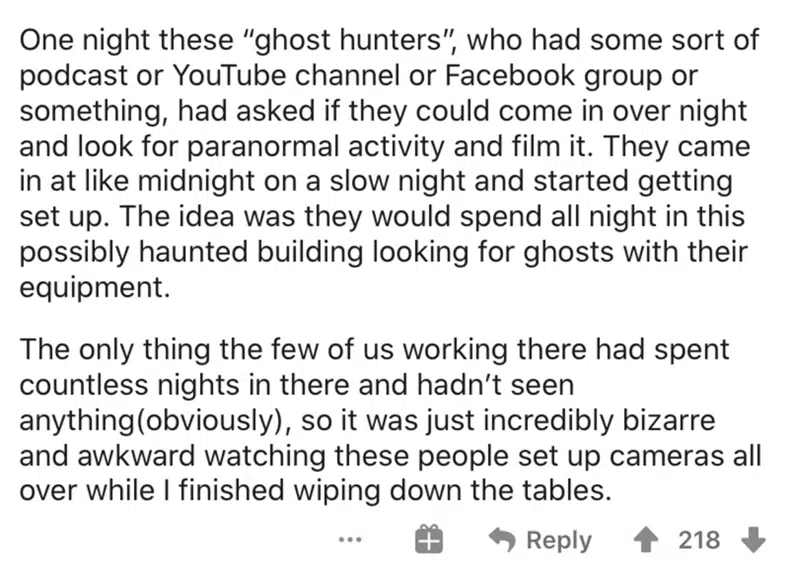 One night these “ghost hunters”, who had some sort of
podcast or YouTube channel or Facebook group or
something, had asked if they could come in over night
and look for paranormal activity and film it. They came
in at like midnight on a slow night and started getting
set up. The idea was they would spend all night in this
possibly haunted building looking for ghosts with their
equipment.
The only thing the few of us working there had spent
countless nights in there and hadn’t seen
anything(obviously), so it was just incredibly bizarre
and awkward watching these people set up cameras all
over while I finished wiping down the tables.
Reply 218